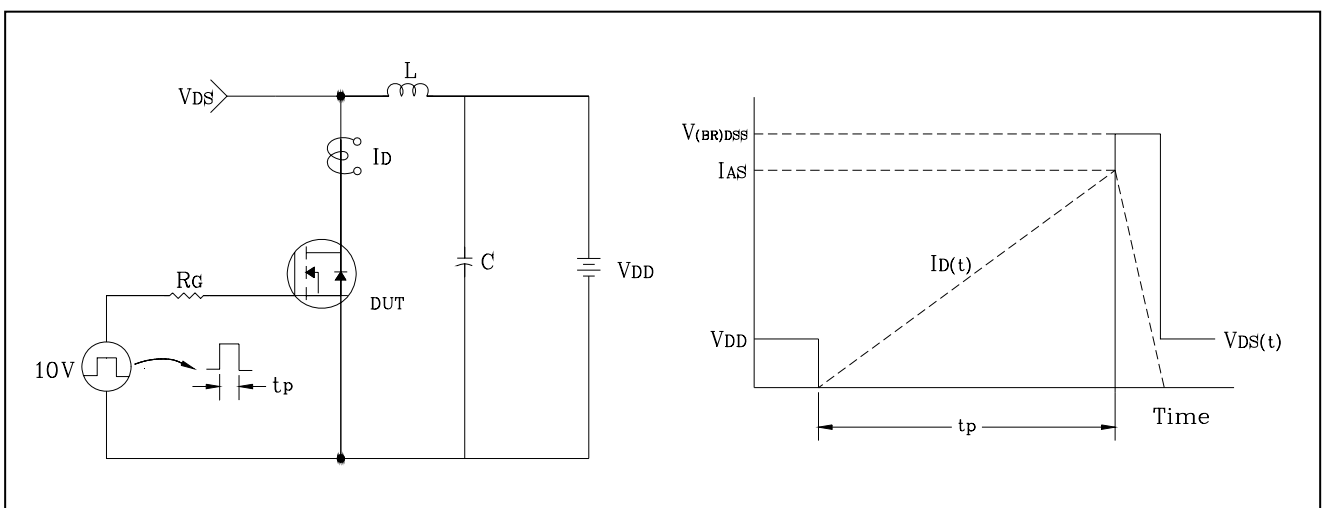 L
VDS
ID
C
VDD
RG
DUT
10V
tp
V(BR)DSS
IAS
ID(t)
VDD
VDS(t)
Time
tp